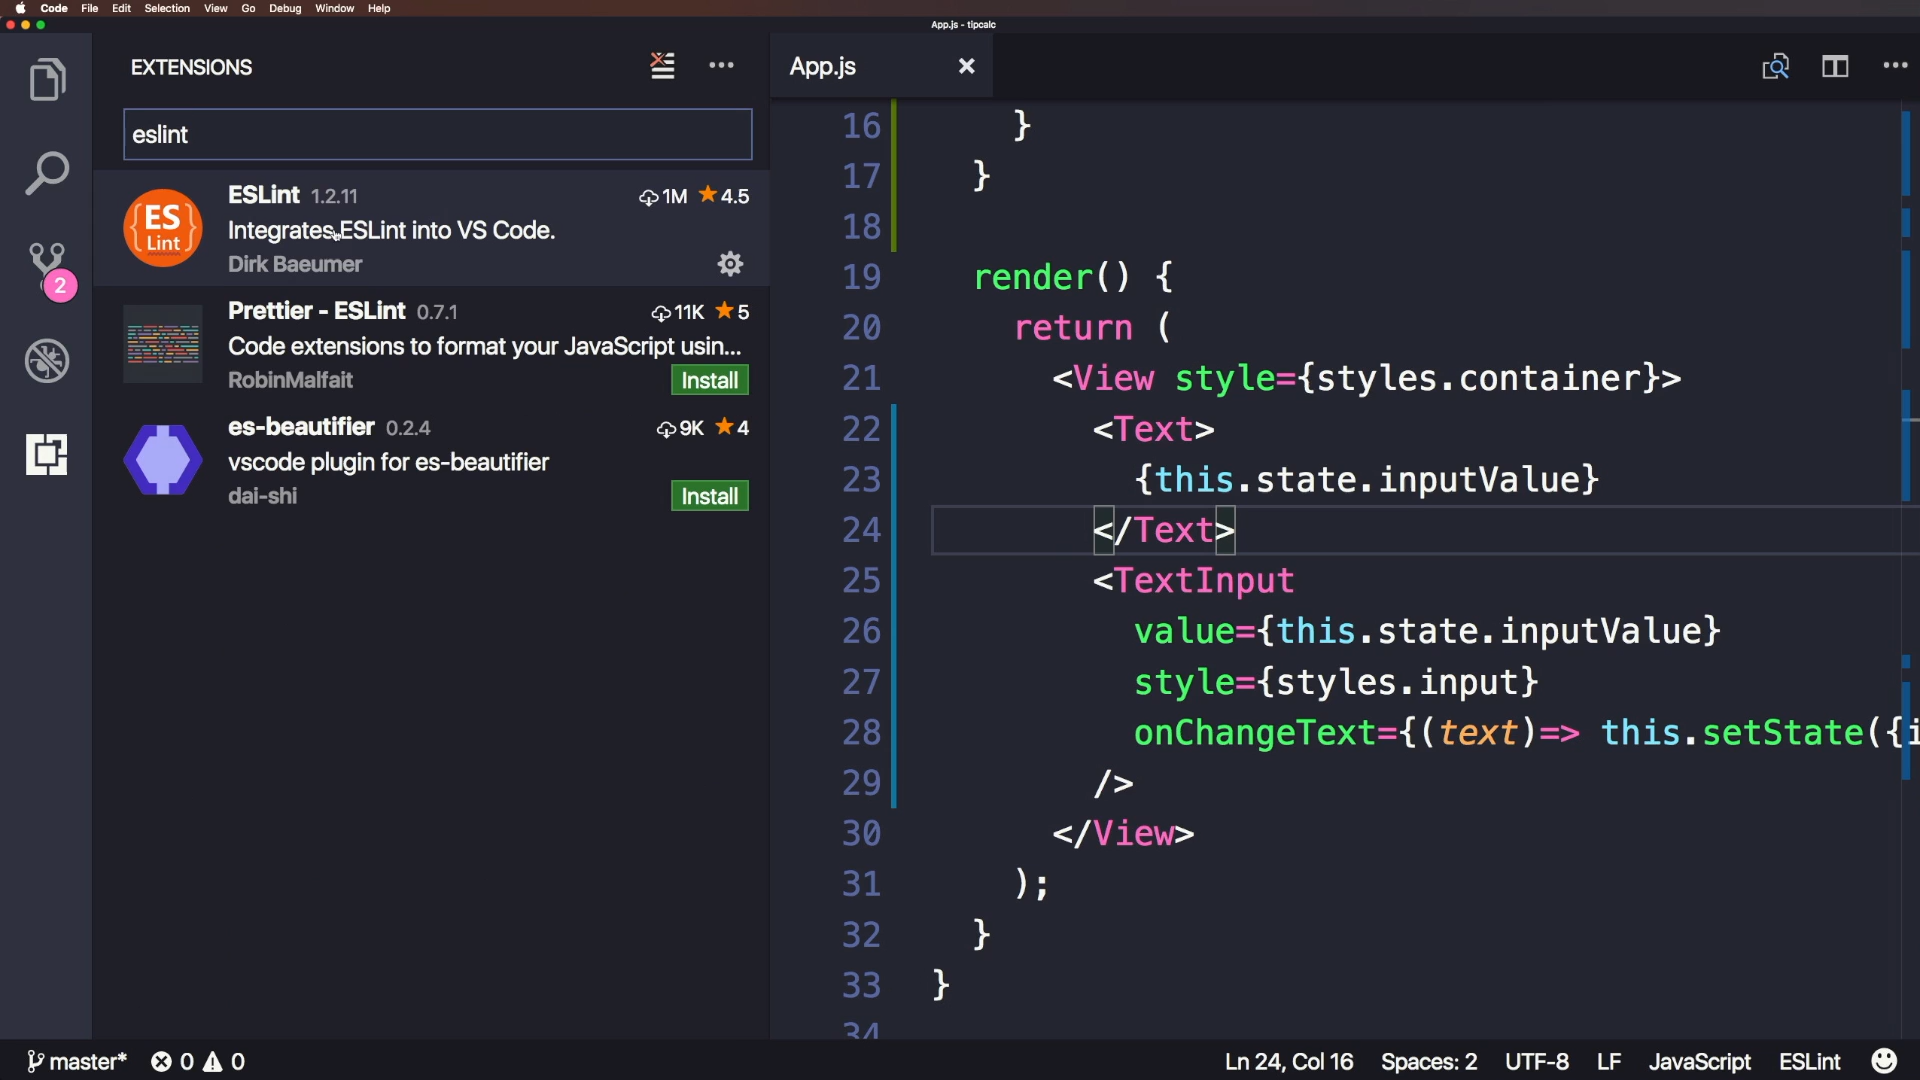 Code File Edit Selection View Go Debug Window Help
App.js - tipcalc
EXTENSIONS
eslint
ES
Lint
ESLint 1.2.11 1M 4.5
Integrates ESLint into VS Code.
Dirk Baeumer
Prettier - ESLint 0.7.1 11K 5
Code extensions to format your JavaScript usin...
RobinMalfait Install
es-beautifier 0.2.4 9K 4
vscode plugin for es-beautifier
dai-shi Install
2
App.js
16 }
17 }
18
19 render() {
20 return (
21 <View style={styles.container}>
22 <Text>
23 {this.state.inputValue}
24 </Text>
25 <TextInput
26 value={this.state.inputValue}
27 style={styles.input}
28 onChangeText={(text)=> this.setState({i
29 />
30 </View>
31 );
32 }
33 }
34
master* 0 0 Ln 24, Col 16 Spaces: 2 UTF-8 LF JavaScript ESLint